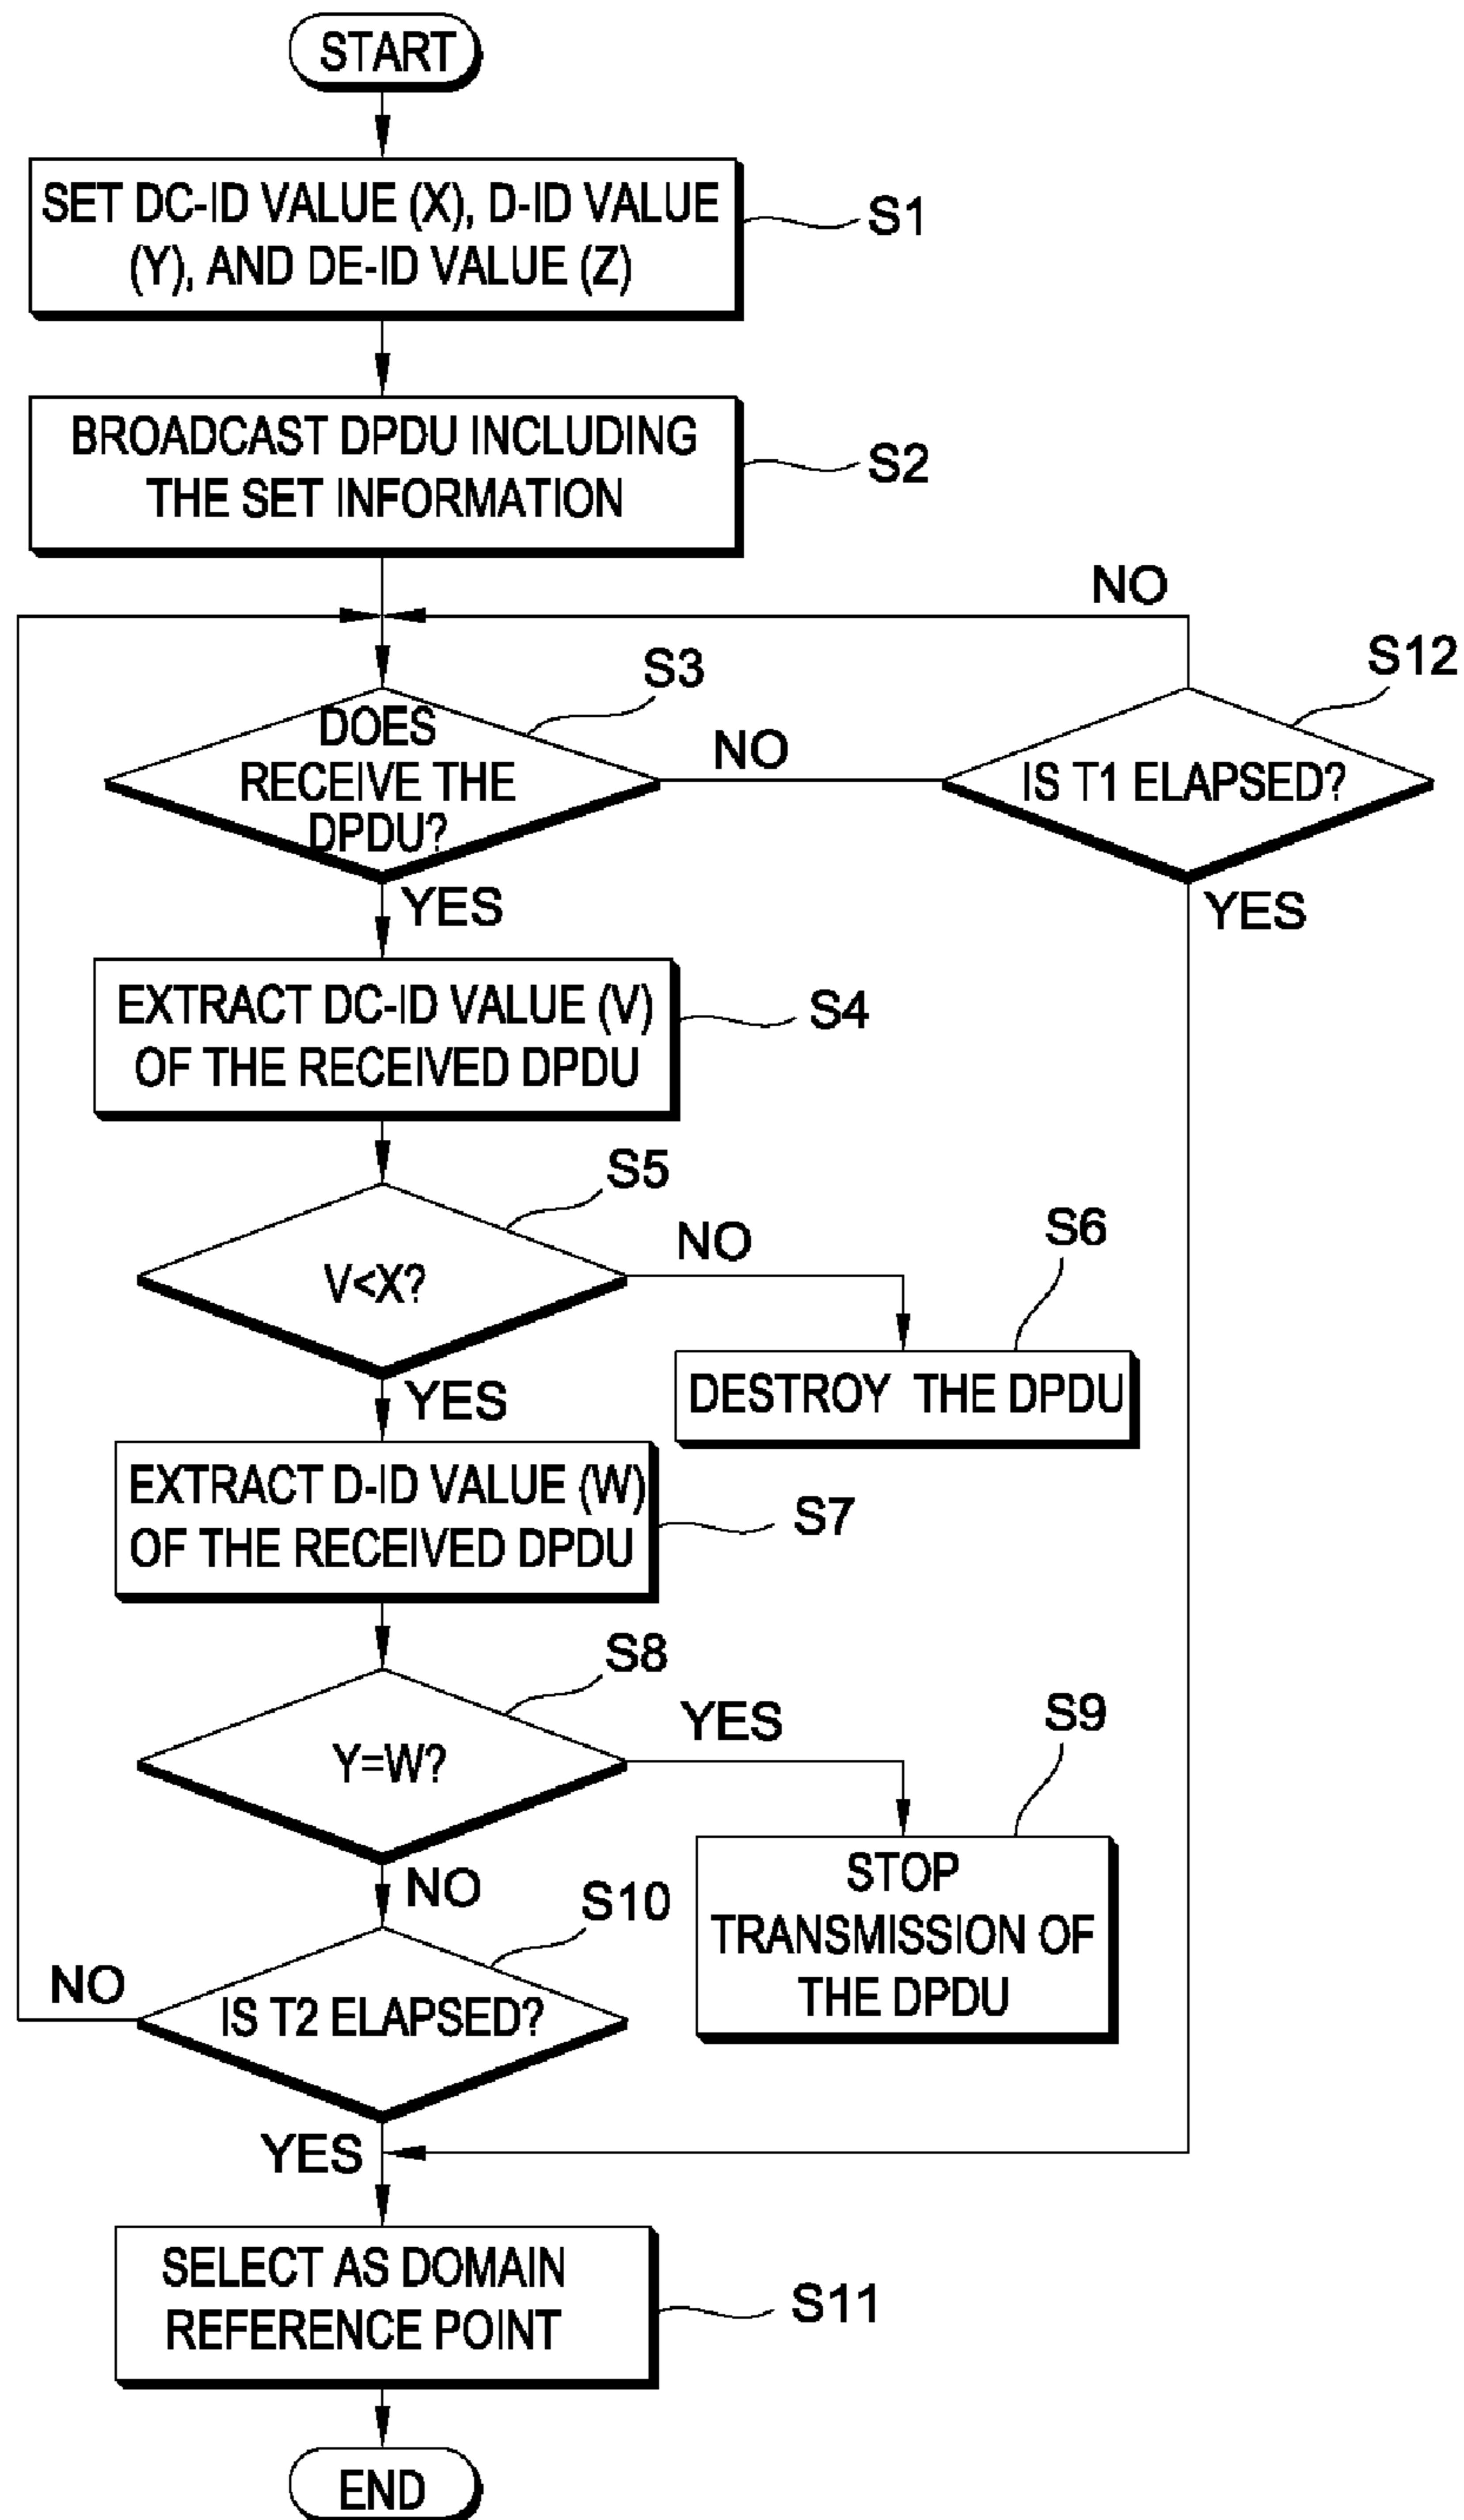 START
SET DC-ID VALUE (X), D-ID VALUE
(Y), AND DE-ID VALUE (Z)
S1
BROADCAST DPDU INCLUDING
THE SET INFORMATION
S2
NO
S12
S3
DOES
RECEIVE THE
DPDU?
NO
IS T1 ELAPSED?
YES
YES
EXTRACT DC-ID VALUE (V)
OF THE RECEIVED DPDU
S4
S5
V<X?
NO
S6
DESTROY THE DPDU
YES
EXTRACT D-ID VALUE (W)
OF THE RECEIVED DPDU
S7
S8
Y=W?
YES
S9
STOP
TRANSMISSION OF
THE DPDU
NO
S10
NO
IS T2 ELAPSED?
YES
SELECT AS DOMAIN
REFERENCE POINT
S11
END